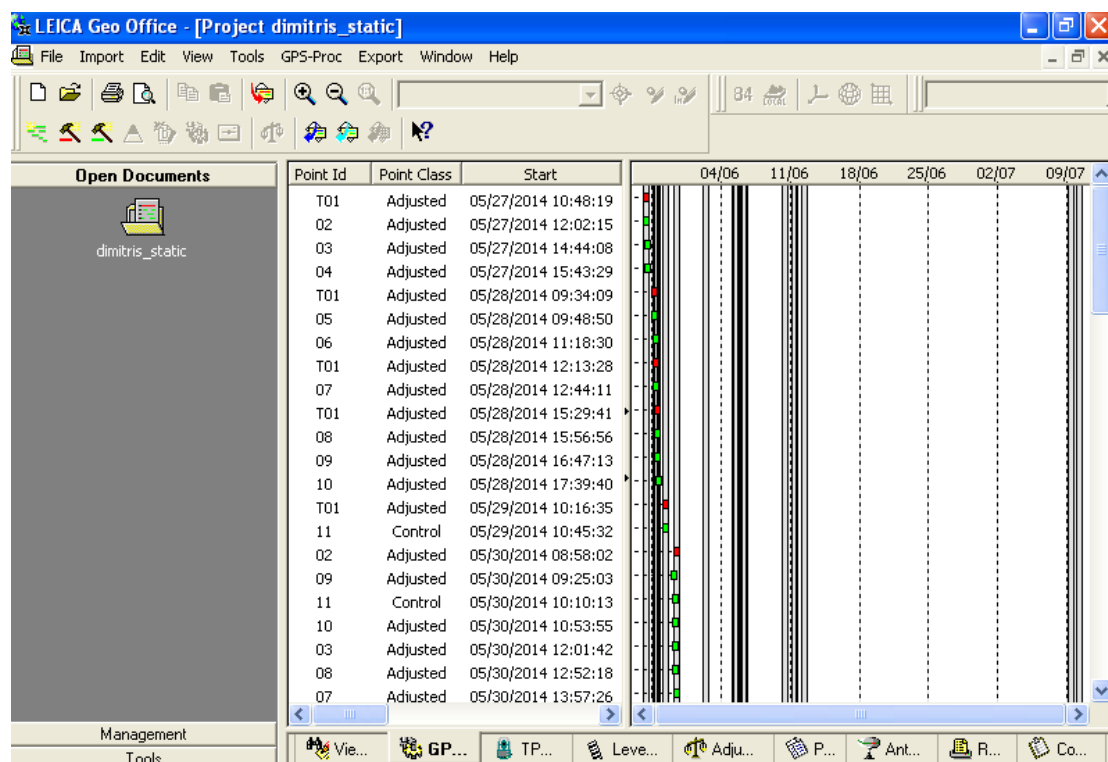 LEICA Geo Office - [Project dimitris_static]
File Import Edit View Tools GPS-Proc Export Window Help
84 LOCAL
IN
Open Documents
dimitris_static
Management
Tools
Point Id Point Class Start 04/06 11/06 18/06 25/06 02/07 09/07
T01 Adjusted 05/27/2014 10:48:19
02 Adjusted 05/27/2014 12:02:15
03 Adjusted 05/27/2014 14:44:08
04 Adjusted 05/27/2014 15:43:29
T01 Adjusted 05/28/2014 09:34:09
05 Adjusted 05/28/2014 09:48:50
06 Adjusted 05/28/2014 11:18:30
T01 Adjusted 05/28/2014 12:13:28
07 Adjusted 05/28/2014 12:44:11
T01 Adjusted 05/28/2014 15:29:41
08 Adjusted 05/28/2014 15:56:56
09 Adjusted 05/28/2014 16:47:13
10 Adjusted 05/28/2014 17:39:40
T01 Adjusted 05/29/2014 10:16:35
11 Control 05/29/2014 10:45:32
02 Adjusted 05/30/2014 08:58:02
09 Adjusted 05/30/2014 09:25:03
11 Control 05/30/2014 10:10:13
10 Adjusted 05/30/2014 10:53:55
03 Adjusted 05/30/2014 12:01:42
08 Adjusted 05/30/2014 12:52:18
07 Adjusted 05/30/2014 13:57:26
Vie... GP... TP... Leve... Adju... P... Ant... R... Co...